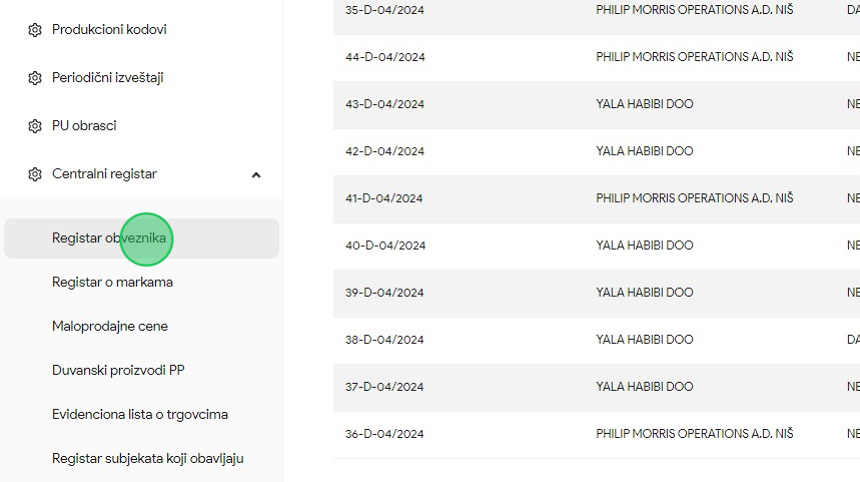 Produkcioni kodovi
Periodični izveštaji
PU obrasci
Centralni registar
Registar obveznika
Registar o markama
Maloprodajne cene
Duvanski proizvodi PP
Evidenciona lista o trgovcima
Registar subjekata koji obavljaju
35-D-04/2024 PHILIP MORRIS OPERATIONS A.D. NIŠ DA
44-D-04/2024 PHILIP MORRIS OPERATIONS A.D. NIŠ NE
43-D-04/2024 YALA HABIBI DOO NE
42-D-04/2024 YALA HABIBI DOO NE
41-D-04/2024 PHILIP MORRIS OPERATIONS A.D. NIŠ NE
40-D-04/2024 YALA HABIBI DOO NE
39-D-04/2024 YALA HABIBI DOO NE
38-D-04/2024 YALA HABIBI DOO DA
37-D-04/2024 YALA HABIBI DOO NE
36-D-04/2024 PHILIP MORRIS OPERATIONS A.D. NIŠ NE